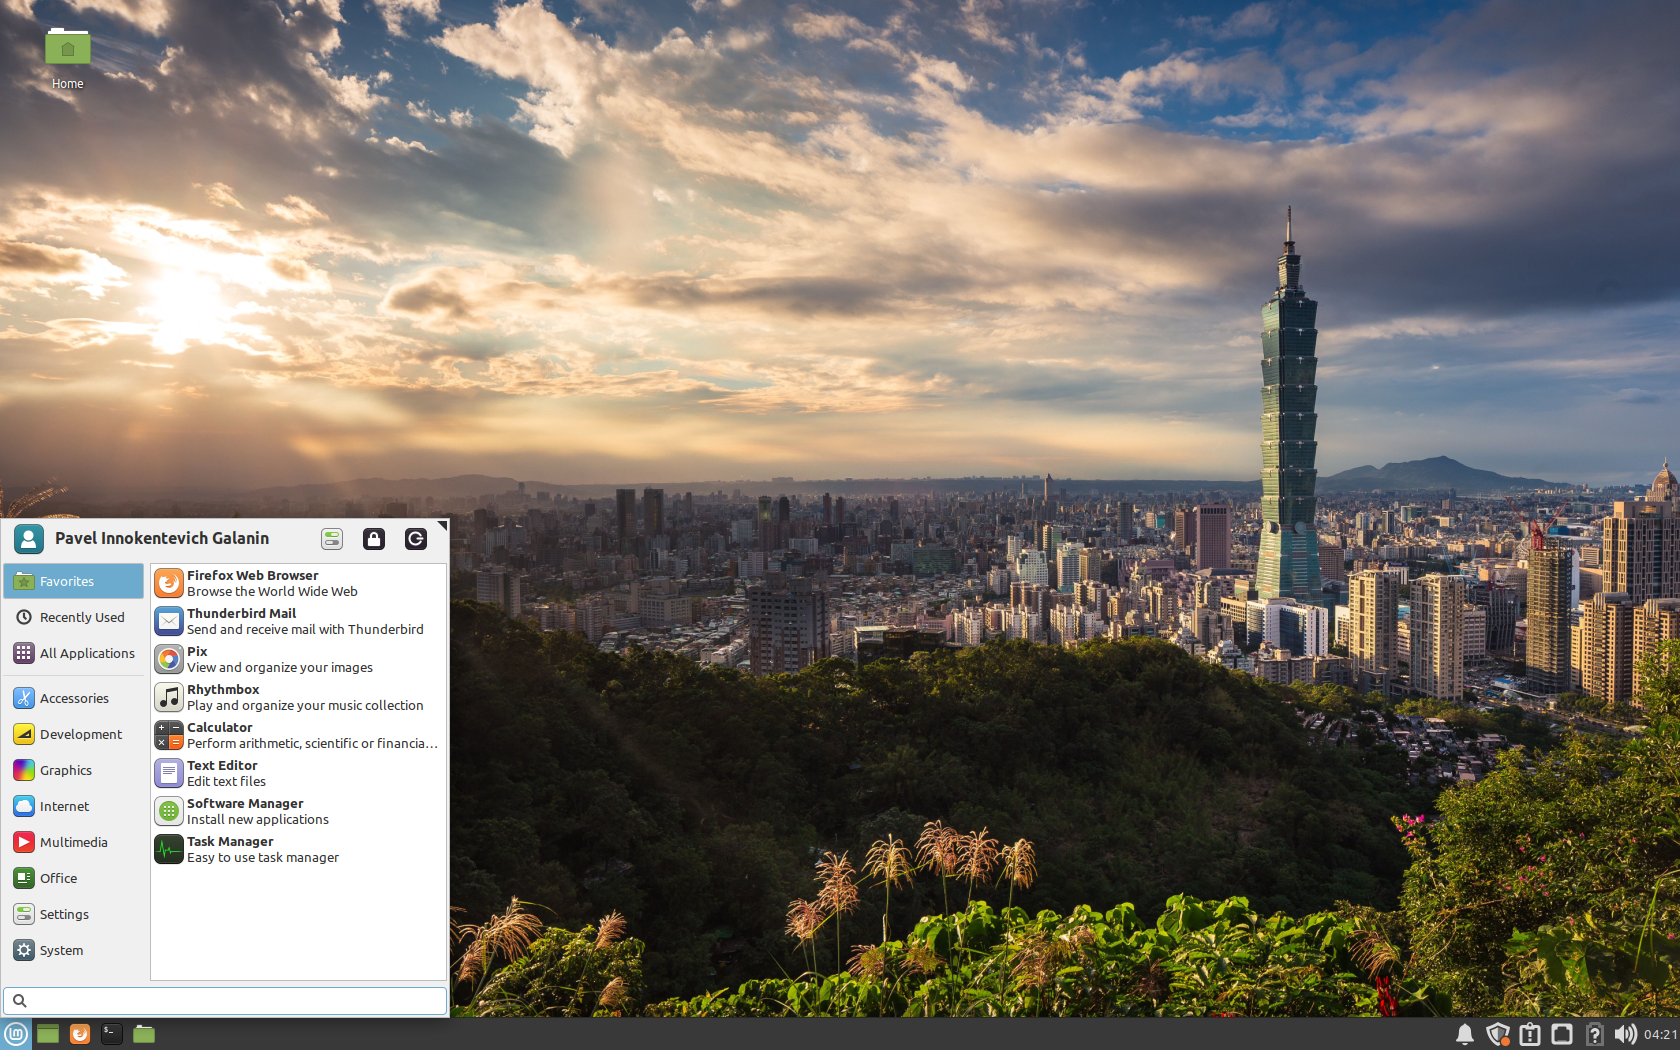 Home
Pavel Innokentevich Galanin
Favorites
Recently Used
All Applications
Accessories
Development
Graphics
Internet
Multimedia
Office
Settings
System
Firefox Web Browser
Browse the World Wide Web
Thunderbird Mail
Send and receive mail with Thunderbird
Pix
View and organize your images
Rhythmbox
Play and organize your music collection
Calculator
Perform arithmetic, scientific or financia...
Text Editor
Edit text files
Software Manager
Install new applications
Task Manager
Easy to use task manager
04:21